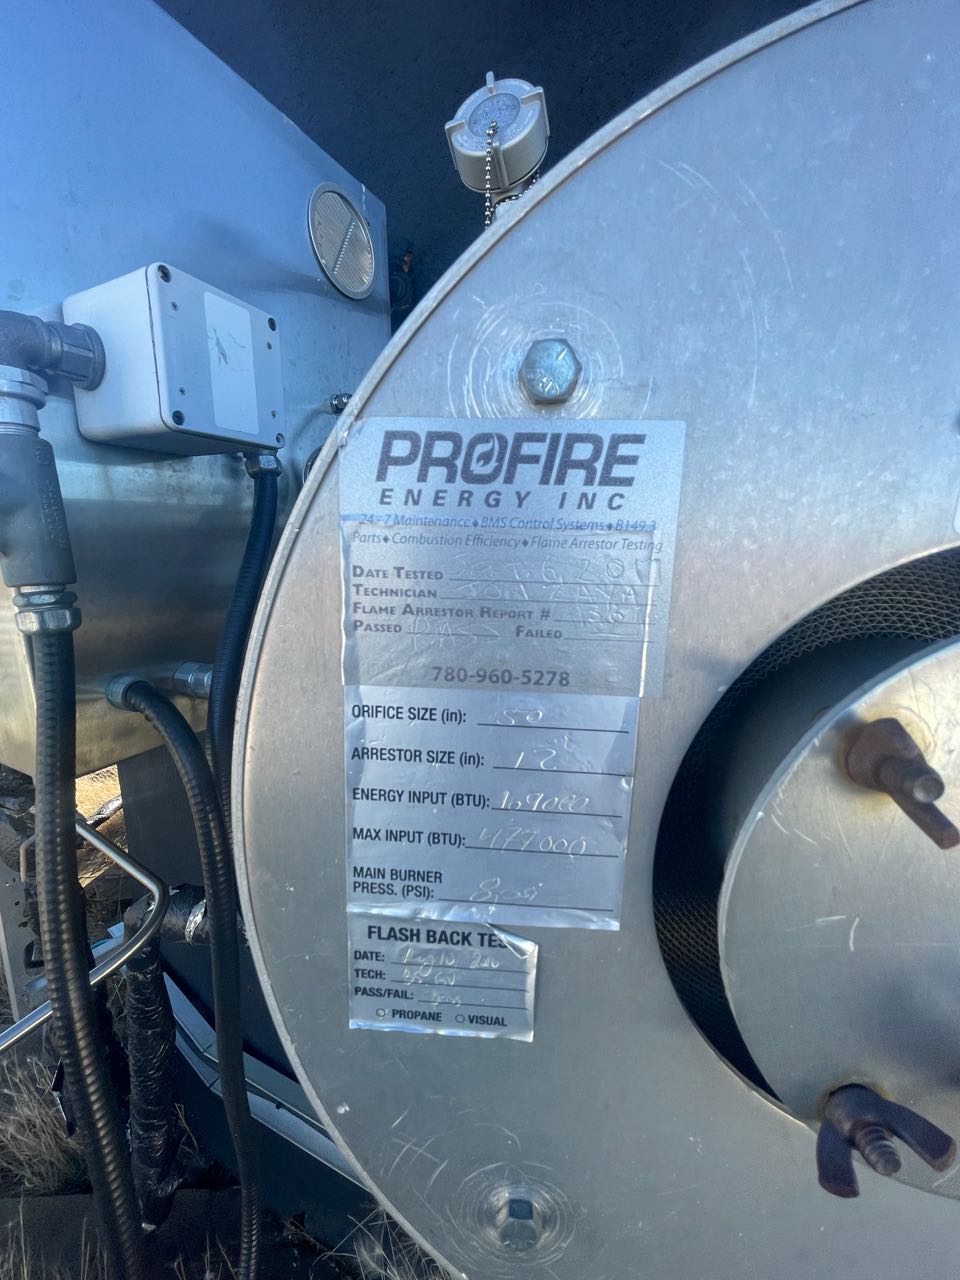 PROFIRE
ENERGY INC
24-7 Maintenance♦BMS Control Systems♦B149.3
Parts♦Combustion Efficiency♦Flame Arrestor Testing
DATE TESTED
TECHNICIAN
FLAME ARRESTOR REPORT #
PASSED PASS FAILED
780-960-5278
ORIFICE SIZE (in): 50
ARRESTOR SIZE (in): 12
ENERGY INPUT (BTU): 109000
MAX INPUT (BTU): 477000
MAIN BURNER
PRESS. (PSI):
FLASH BACK TES
DATE:
TECH:
PASS/FAIL:
PROPANE VISUAL